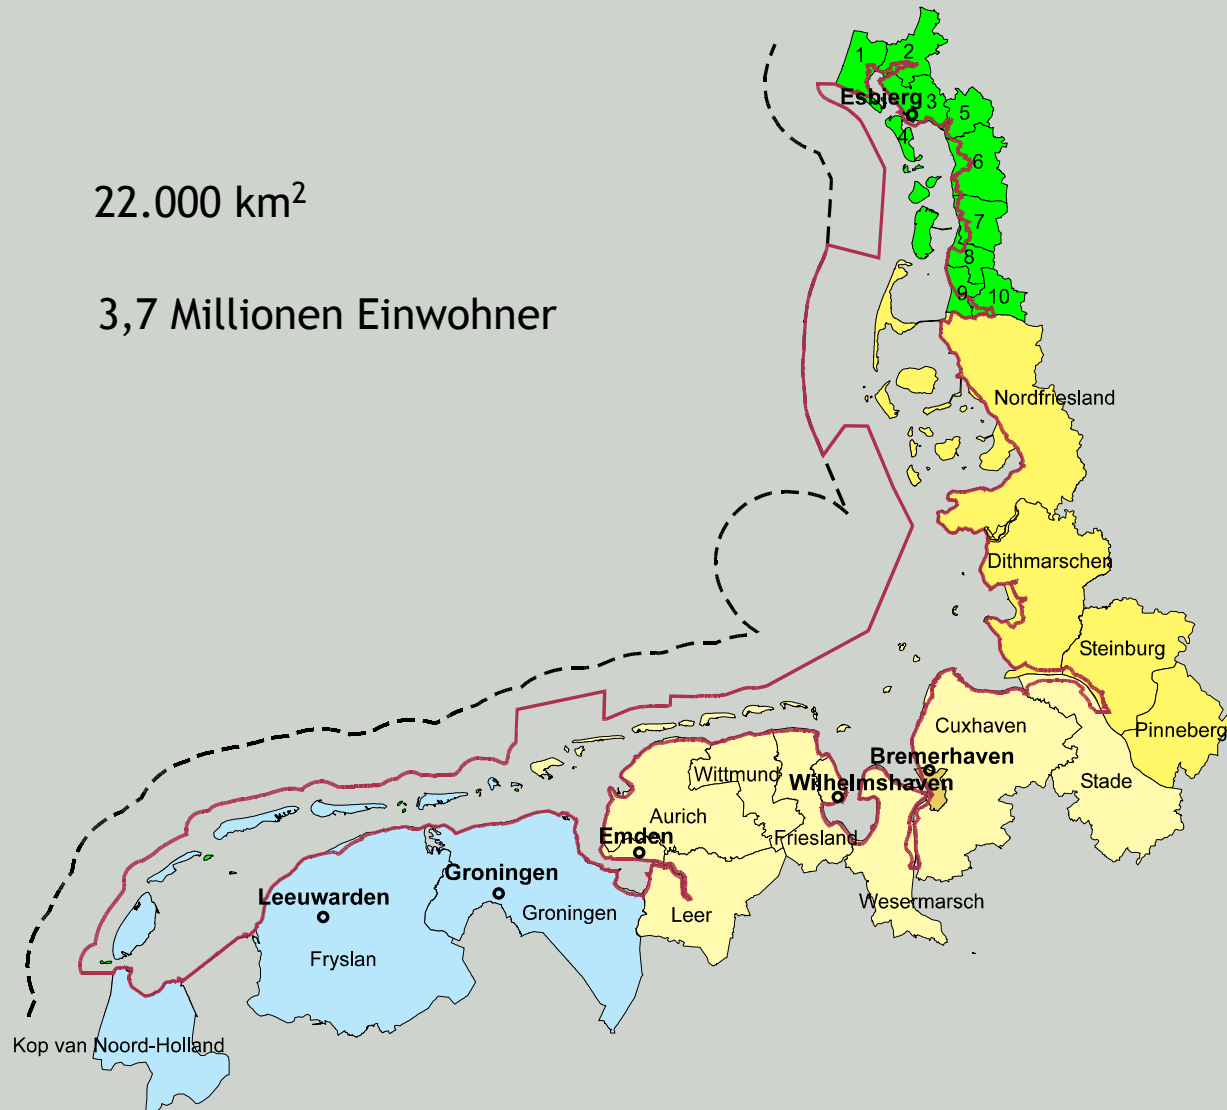 1
2
Esbjerg
3
5
4
6
22.000 km²
7
8
9
10
3,7 Millionen Einwohner
Nordfriesland
Dithmarschen
Steinburg
Cuxhaven
Pinneberg
Bremerhaven
Wittmund
Wilhelmshaven
Stade
Aurich
Emden
Friesland
Groningen
Leeuwarden
Wesermarsch
Groningen
Leer
Fryslan
Kop van Noord-Holland